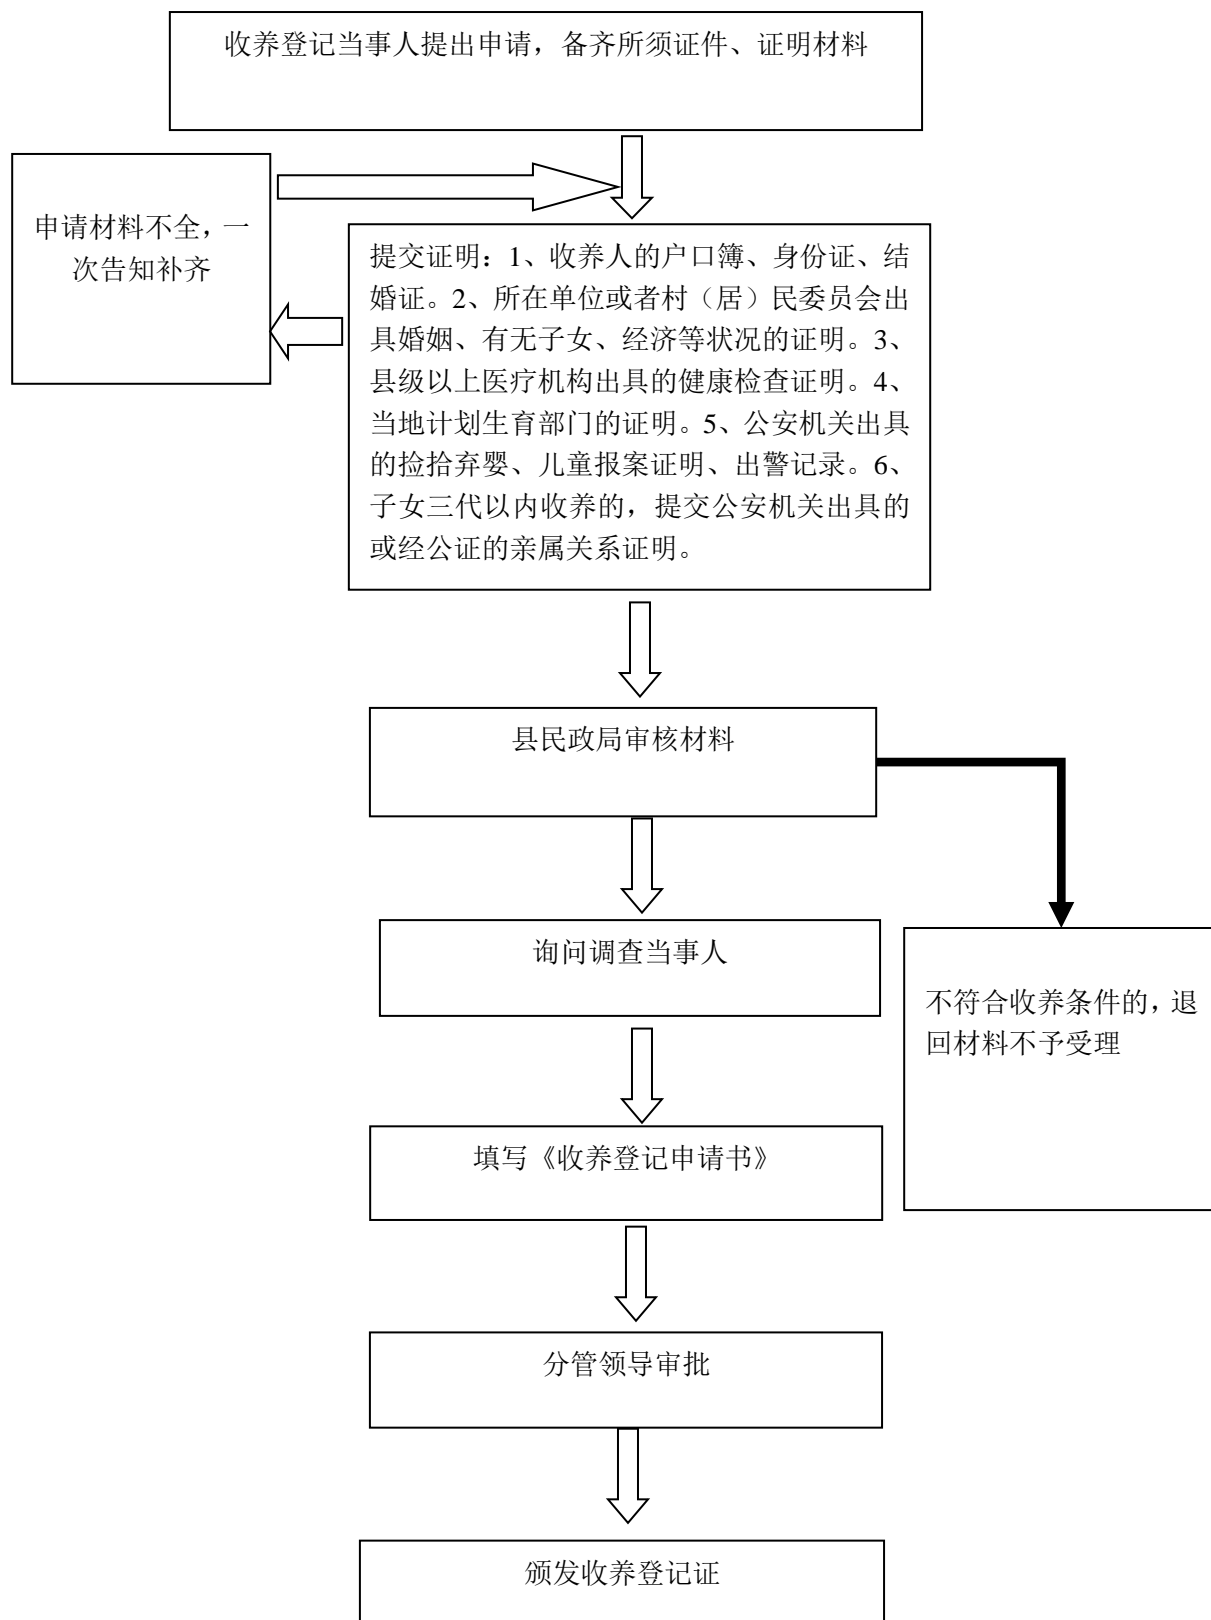 收养登记当事人提出申请，备齐所须证件、证明材料
申请材料不全，一
次告知补齐
提交证明：1、收养人的户口簿、身份证、结
婚证。2、所在单位或者村（居）民委员会出
具婚姻、有无子女、经济等状况的证明。3、
县级以上医疗机构出具的健康检查证明。4、
当地计划生育部门的证明。5、公安机关出具
的捡拾弃婴、儿童报案证明、出警记录。6、
子女三代以内收养的，提交公安机关出具的
或经公证的亲属关系证明。
县民政局审核材料
询问调查当事人
不符合收养条件的，退
回材料不予受理
填写《收养登记申请书》
分管领导审批
颁发收养登记证